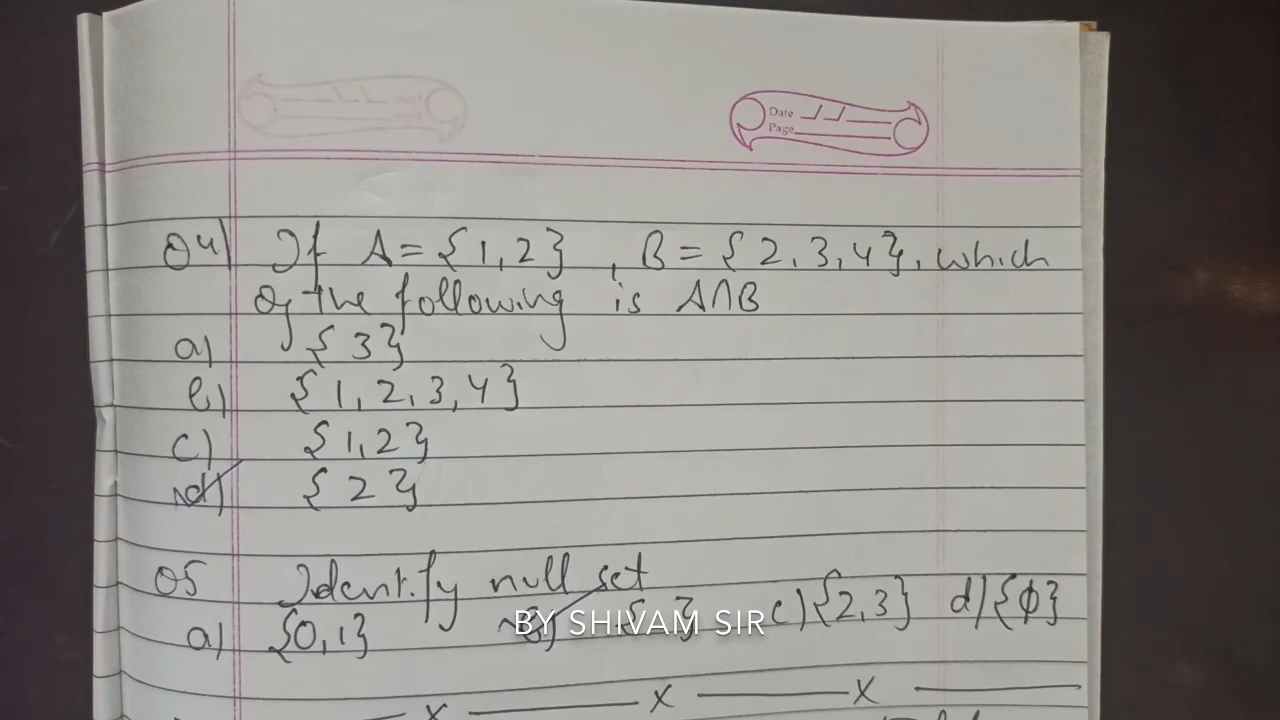 Date
Page
Q4) If A = {1, 2} , B = {2, 3, 4}, which
of the following is A∩B
a) {3}
b) {1, 2, 3, 4}
c) {1, 2}
d) {2}
Q5 Identify null set
a) {0, 1} b) { } c) {2, 3} d) {ϕ}
BY SHIVAM SIR
x x x